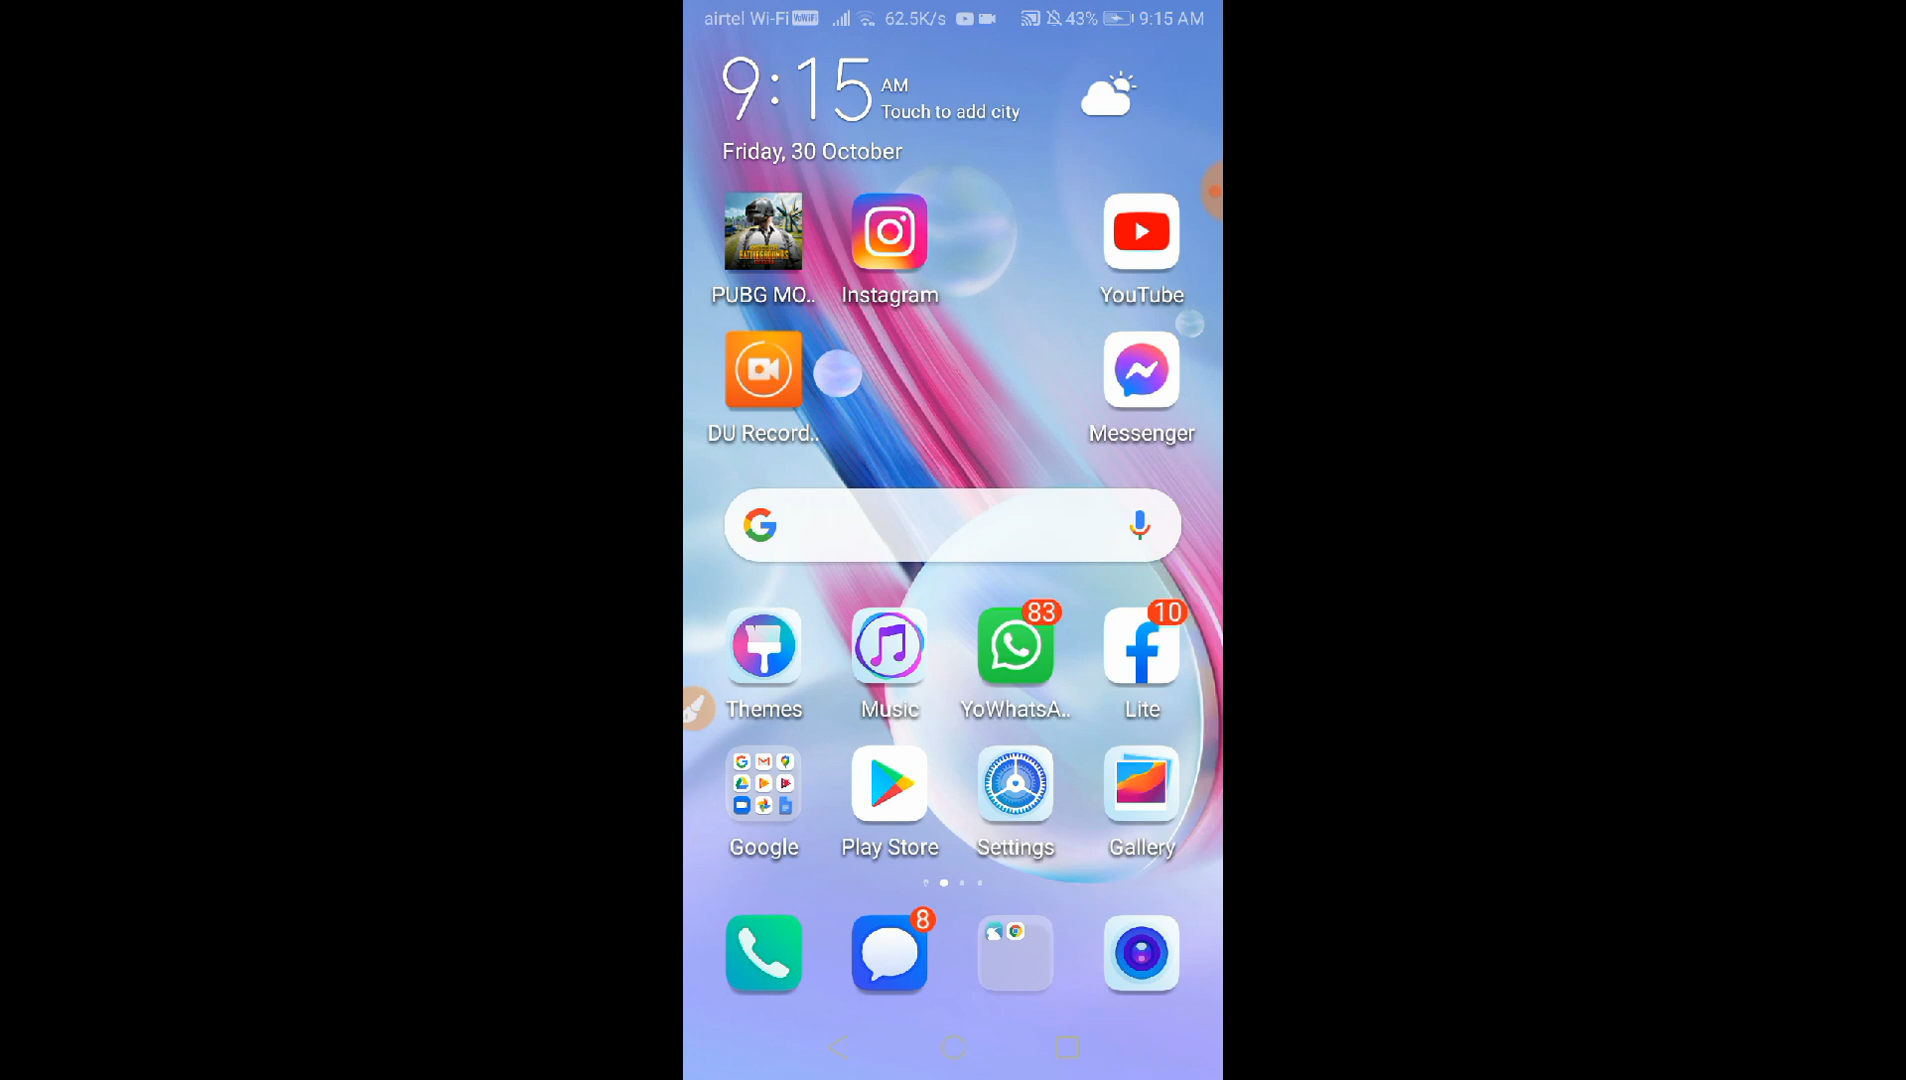 airtel Wi-Fi VoWiFi 62.5K/s 43% 9:15 AM
9:15 AM
Touch to add city
Friday, 30 October
BATTLEGROUNDS
PUBG MO.. Instagram YouTube
DU Record.. Messenger
G
83 10
Themes Music YoWhatsA.. Lite
Google Play Store Settings Gallery
8